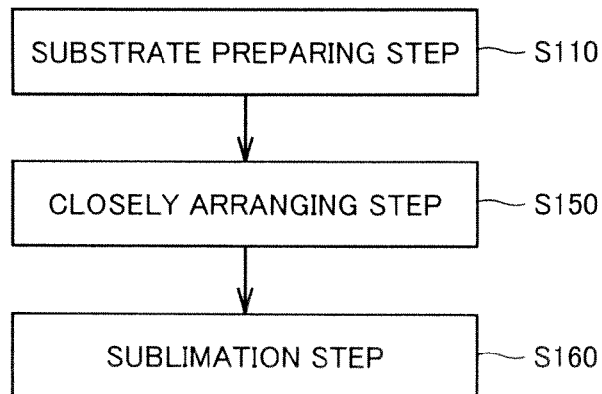 SUBSTRATE PREPARING STEP S110
CLOSELY ARRANGING STEP S150
SUBLIMATION STEP S160